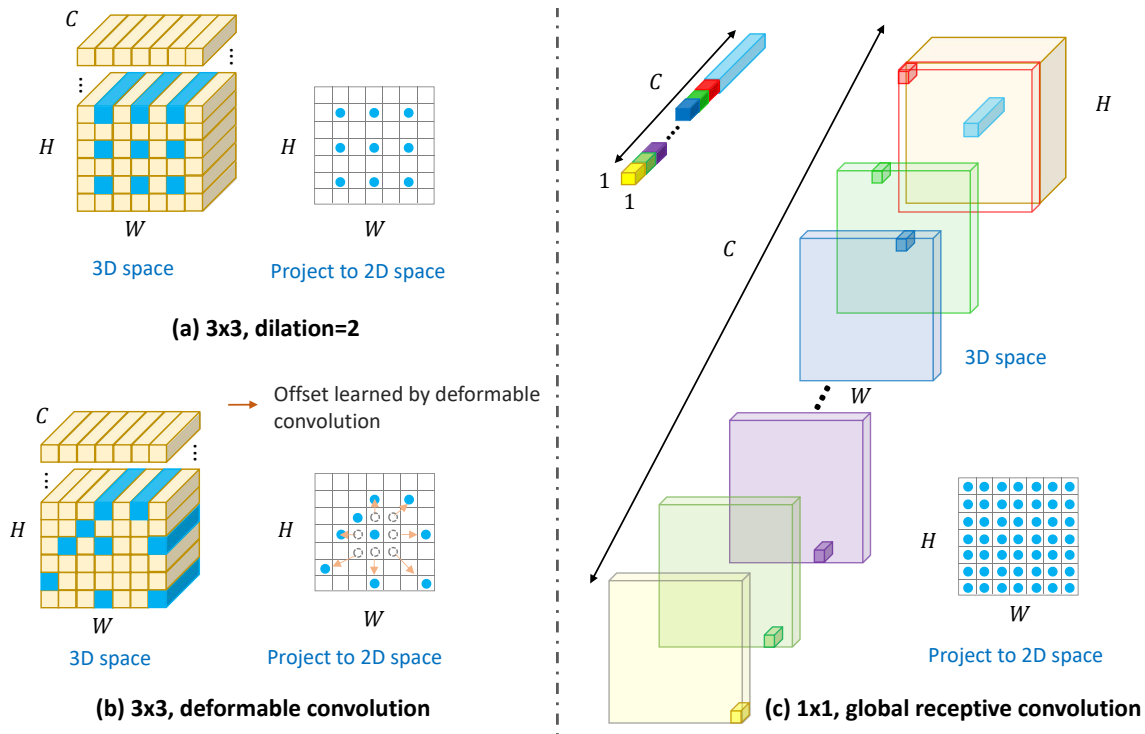 C
H
W
3D space
H
Project to 2D space
(a) 3x3, dilation=2
Offset learned by deformable
convolution
C
H
W
3D space
H
Project to 2D space
(b) 3x3, deformable convolution
C
1
1
H
C
3D space
W
H
W
Project to 2D space
(c) 1x1, global receptive convolution